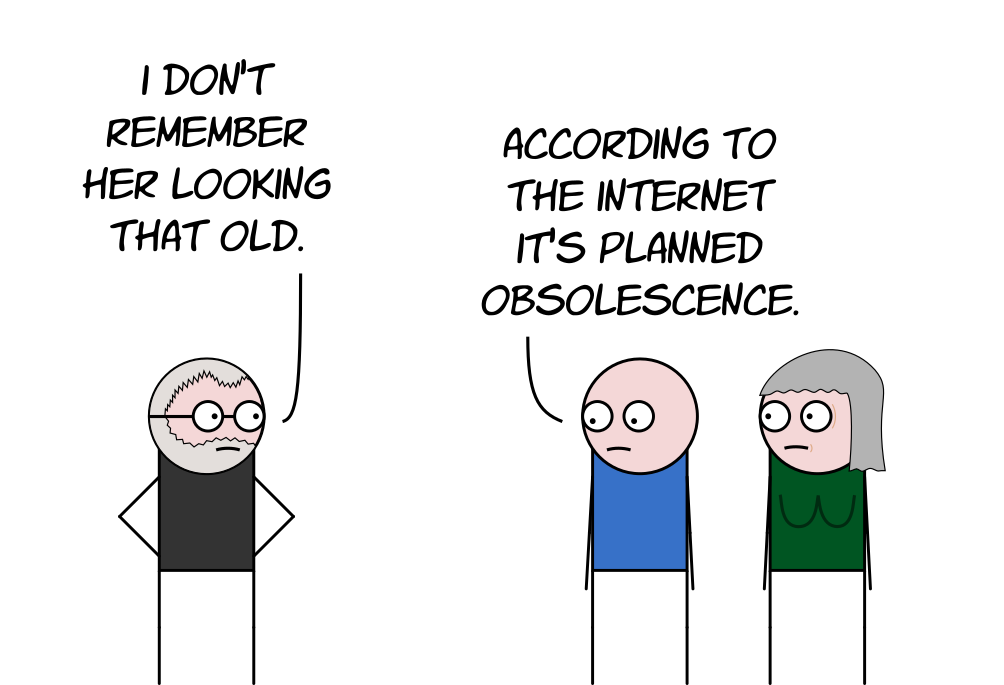 I DON'T
REMEMBER
HER LOOKING
THAT OLD.
ACCORDING TO
THE INTERNET
IT'S PLANNED
OBSOLESCENCE.